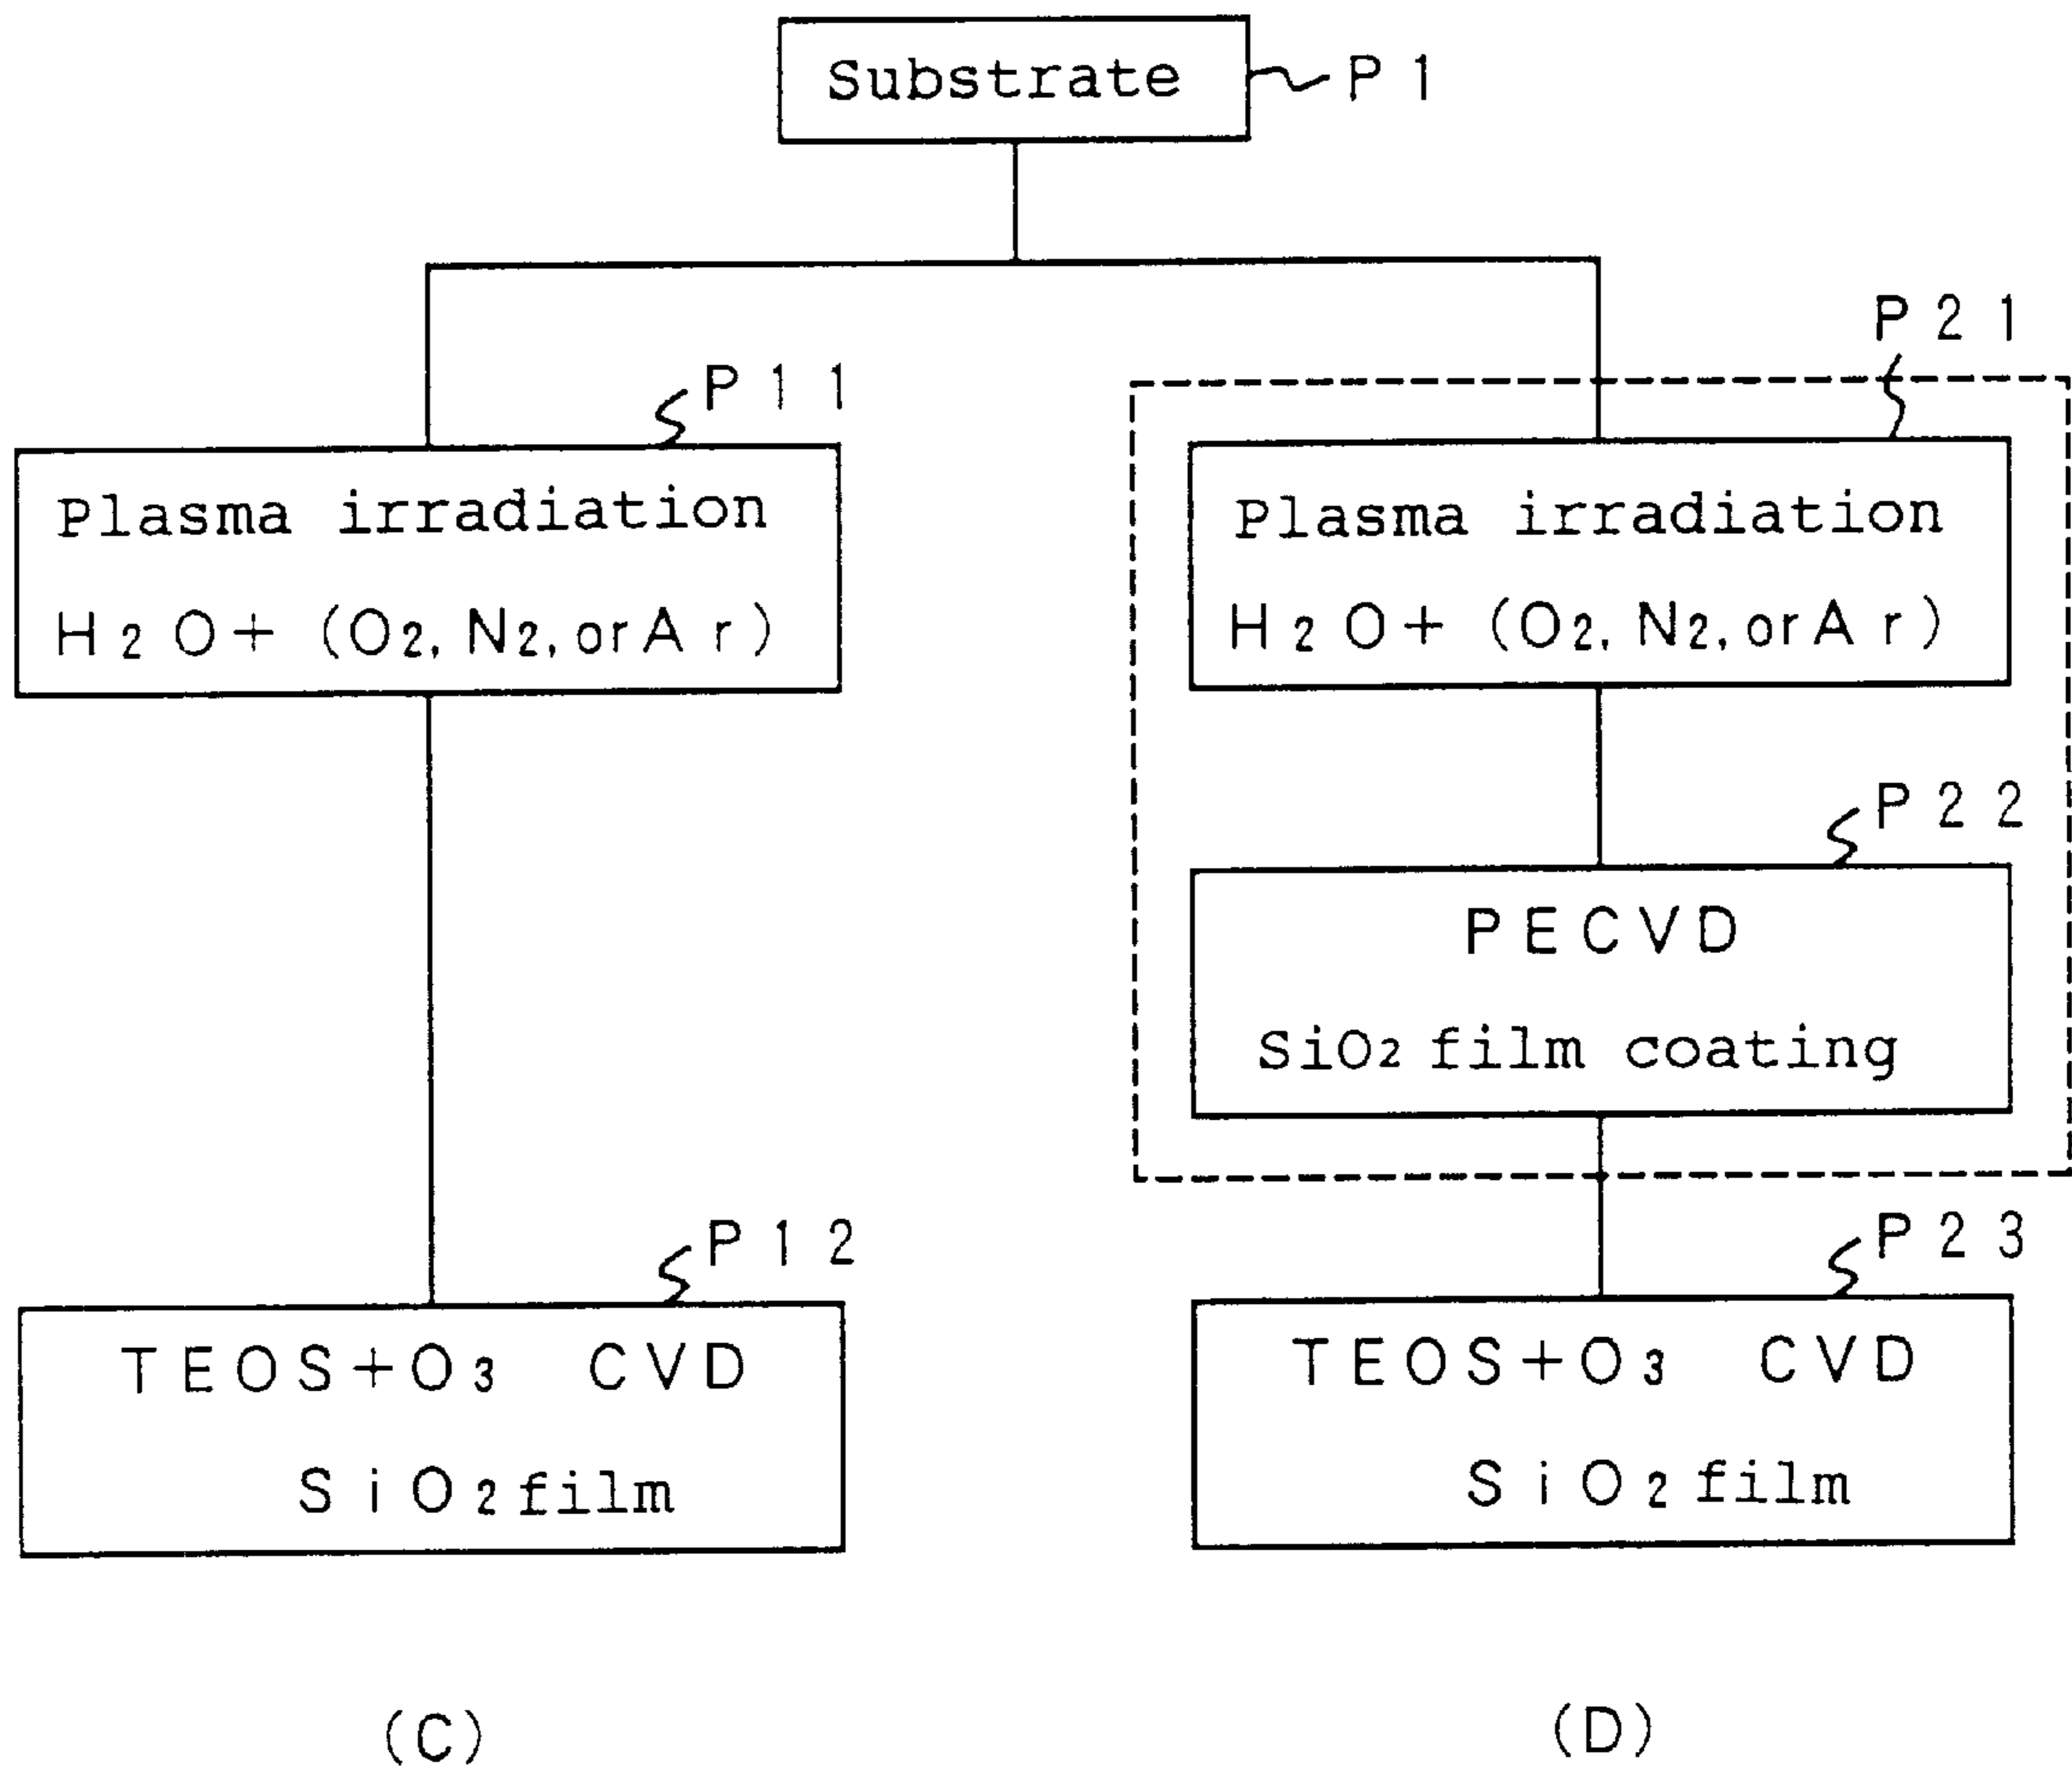 Substrate P1
P11
Plasma irradiation
H2O+ (O2, N2, or Ar)
P12
TEOS+O3 CVD
SiO2 film
(C)
P21
Plasma irradiation
H2O+ (O2, N2, or Ar)
P22
PECVD
SiO2 film coating
P23
TEOS+O3 CVD
SiO2 film
(D)